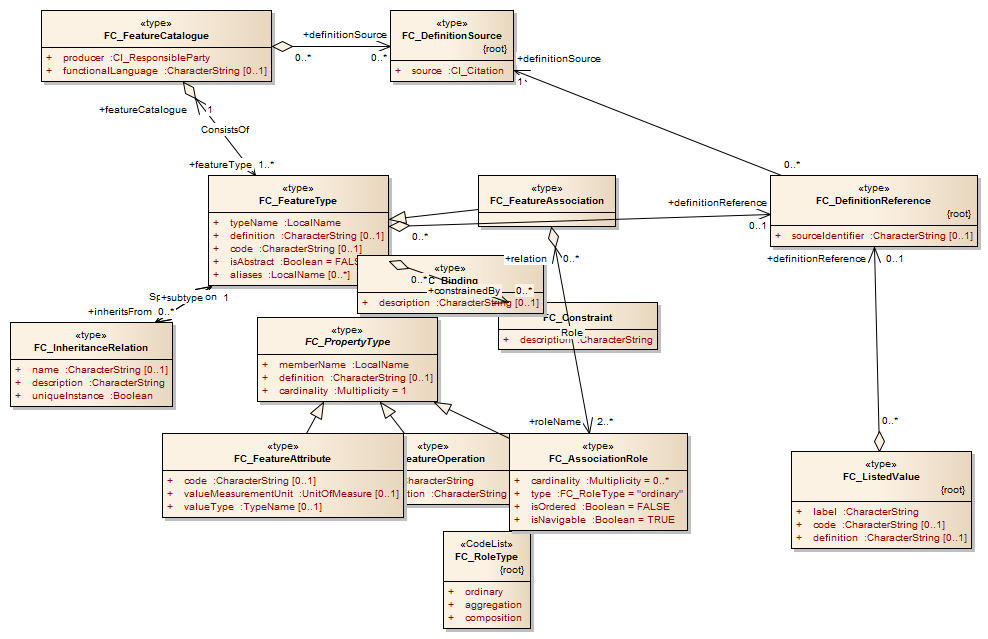 «type»
FC_FeatureCatalogue
+ producer :CI_ResponsibleParty
+ functionalLanguage :CharacterString [0..1]
+definitionSource
0..*
0..*
«type»
FC_DefinitionSource
{root}
+ source :CI_Citation
+definitionSource
1
+featureCatalogue
1
ConsistsOf
+featureType 1..*
0..*
«type»
FC_FeatureType
+ typeName :LocalName
+ definition :CharacterString [0..1]
+ code :CharacterString [0..1]
+ isAbstract :Boolean = FALS
+ aliases :LocalName [0..*]
«type»
FC_FeatureAssociation
+definitionReference
0..*
0..1
«type»
FC_DefinitionReference
{root}
+ sourceIdentifier :CharacterString [0..1]
+definitionReference
0..1
+relation
0..*
«type»
C_Binding
+ description :CharacterString [0..1]
0..*
+constrainedBy
0..*
+subtype
on
1
+inheritsFrom 0..*
«type»
FC_InheritanceRelation
+ name :CharacterString [0..1]
+ description :CharacterString
+ uniqueInstance :Boolean
«type»
FC_PropertyType
+ memberName :LocalName
+ definition :CharacterString [0..1]
+ cardinality :Multiplicity = 1
FC_Constraint
+ description :CharacterString
Role
+roleName
2..*
«type»
FC_FeatureAttribute
+ code :CharacterString [0..1]
+ valueMeasurementUnit :UnitOfMeasure [0..1]
+ valueType :TypeName [0..1]
«type»
eatureOperation
haracterString
tion :CharacterString
«type»
FC_AssociationRole
+ cardinality :Multiplicity = 0..*
+ type :FC_RoleType = "ordinary"
+ isOrdered :Boolean = FALSE
+ isNavigable :Boolean = TRUE
0..*
«type»
FC_ListedValue
{root}
+ label :CharacterString
+ code :CharacterString [0..1]
+ definition :CharacterString [0..1]
«CodeList»
FC_RoleType
{root}
+ ordinary
+ aggregation
+ composition